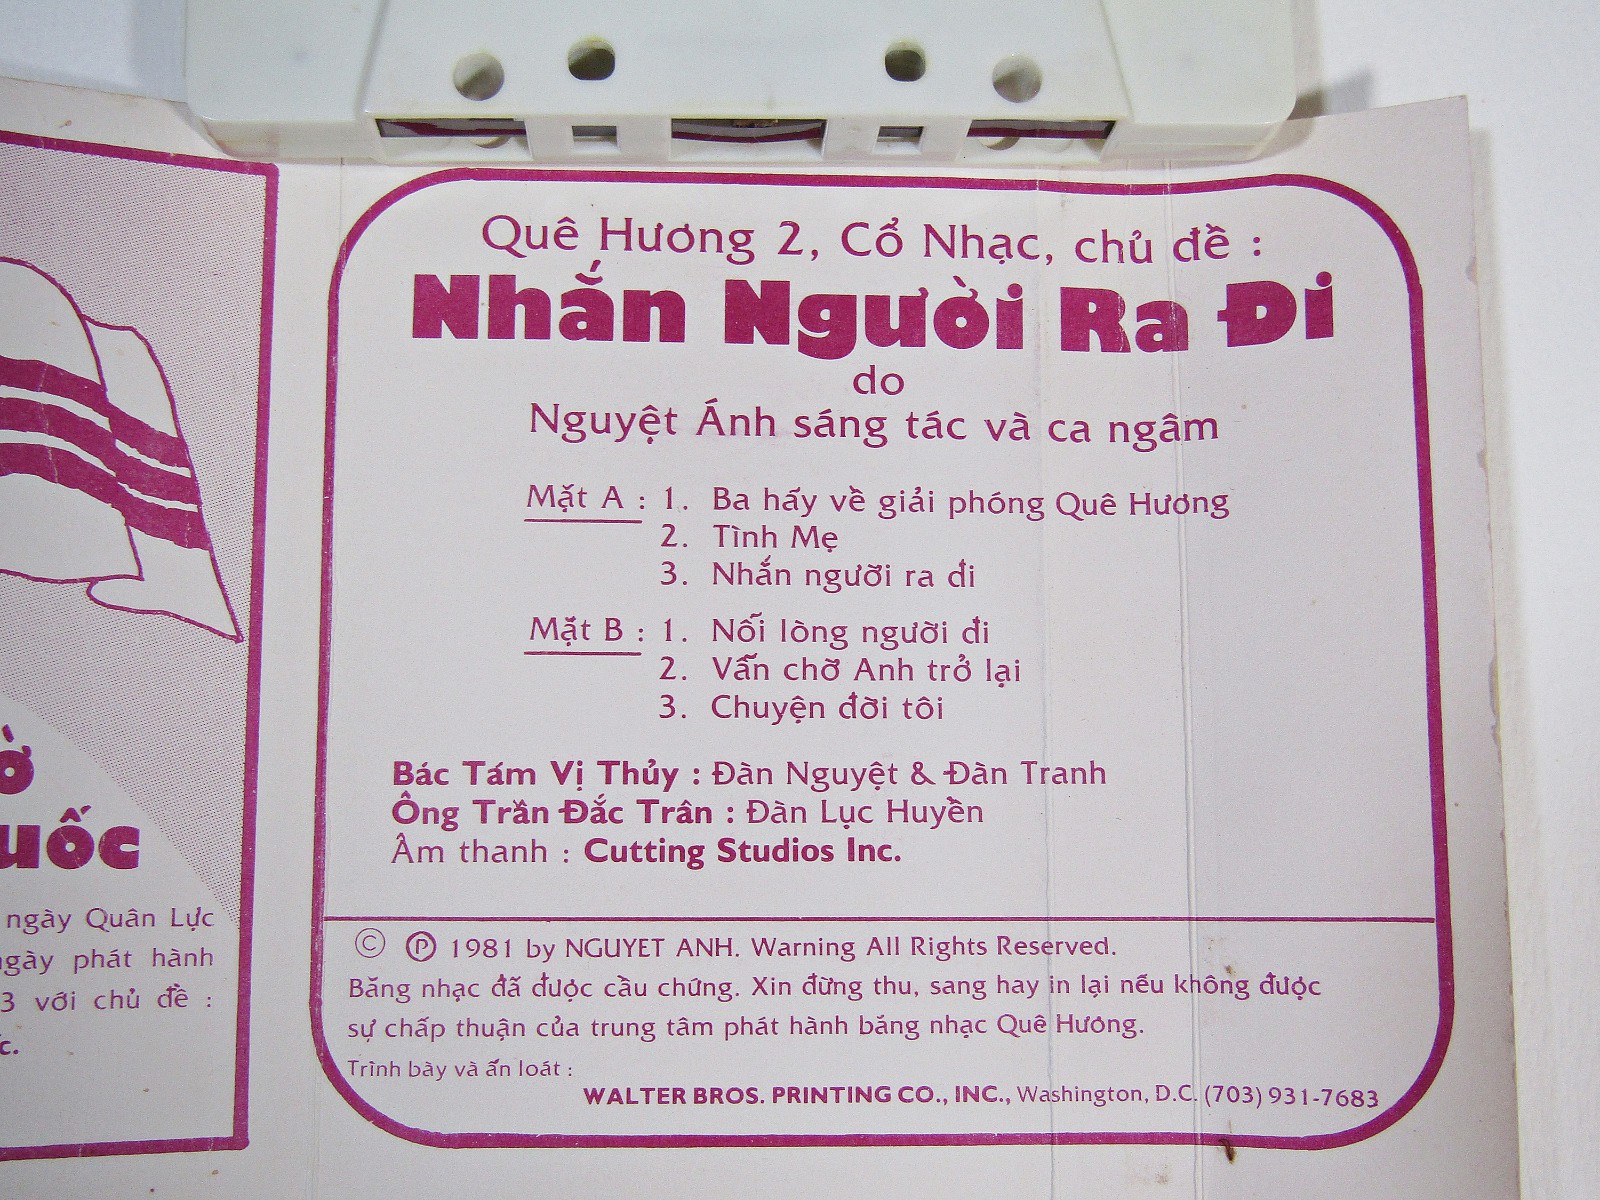 Quê Hương 2, Cổ Nhạc, chủ đề :
Nhắn Người Ra Đi
do
Nguyệt Ánh sáng tác và ca ngâm
Mặt A : 1. Ba hãy về giải phóng Quê Hương
2. Tình Mẹ
3. Nhắn người ra đi
Mặt B : 1. Nỗi lòng người đi
2. Vẫn chờ Anh trở lại
3. Chuyện đời tôi
Bác Tám Vị Thủy : Đàn Nguyệt & Đàn Tranh
Ông Trần Đắc Trân : Đàn Lục Huyền
Âm thanh : Cutting Studios Inc.
© ℗ 1981 by NGUYET ANH. Warning All Rights Reserved.
Băng nhạc đã được cầu chứng. Xin đừng thu, sang hay in lại nếu không được
sự chấp thuận của trung tâm phát hành băng nhạc Quê Hương.
Trình bày và ấn loát :
WALTER BROS. PRINTING CO., INC., Washington, D.C. (703) 931-7683
ngày Quân Lực
phát hành
3 với chủ đề :